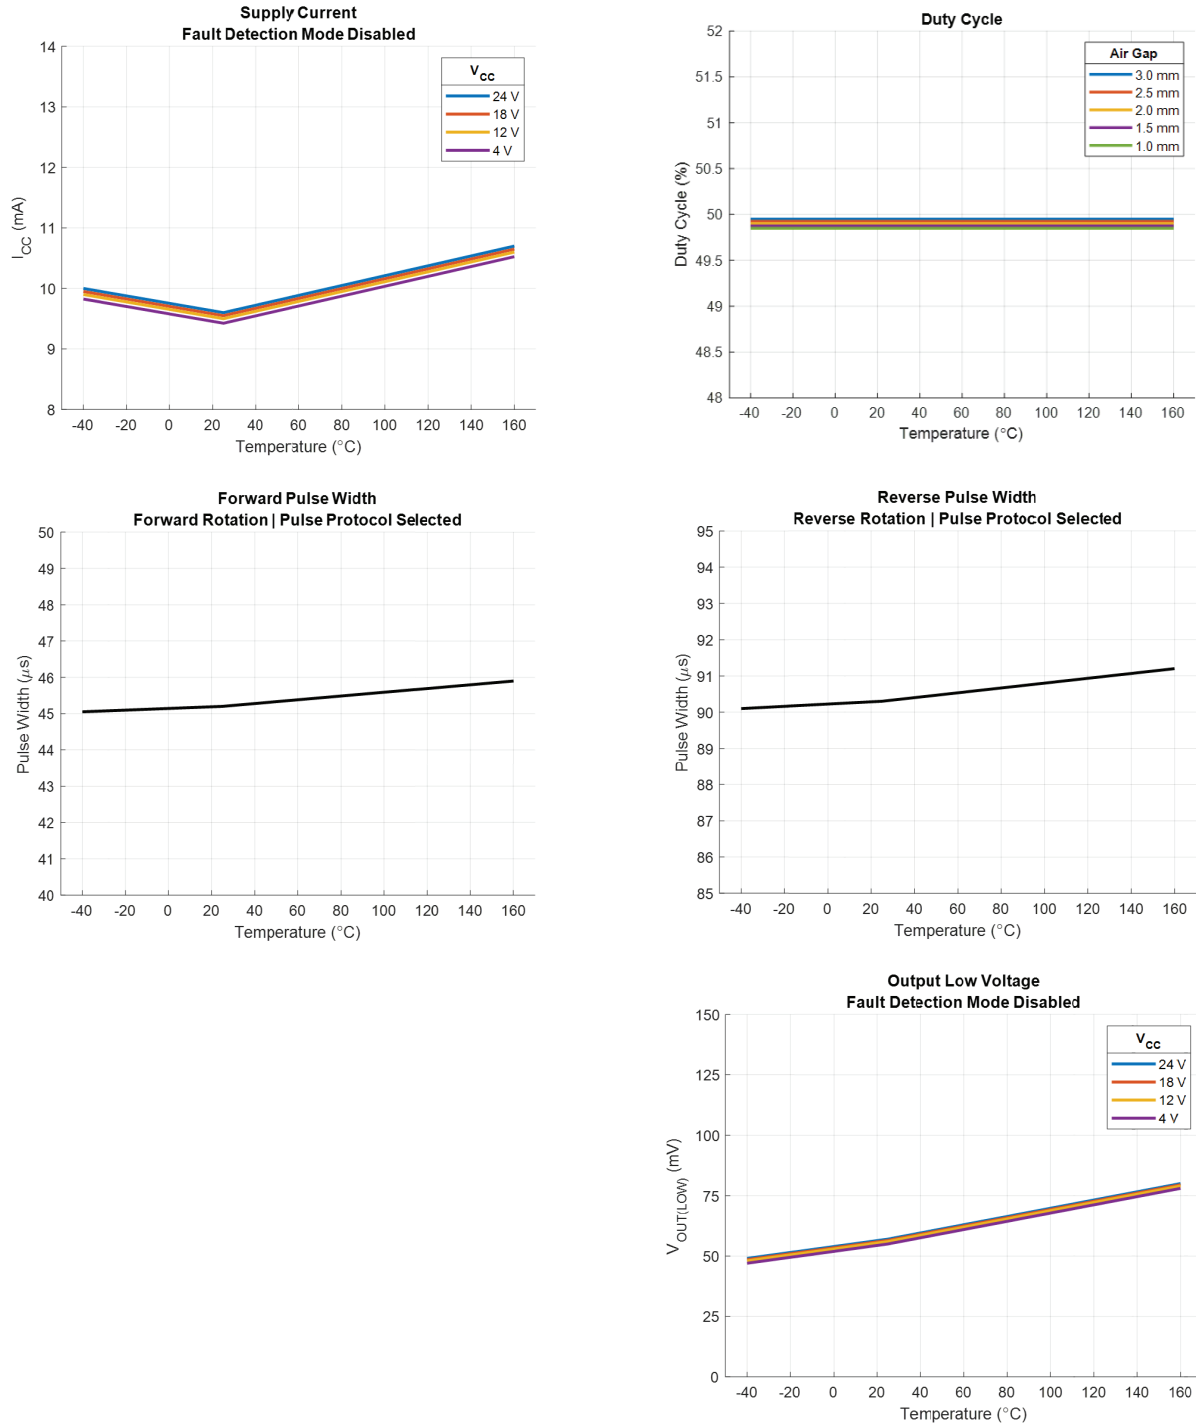 Supply Current
Fault Detection Mode Disabled
14
13
12
11
10
9
8
I_CC (mA)
V_CC
24 V
18 V
12 V
4 V
-40 -20 0 20 40 60 80 100 120 140 160
Temperature (°C)
Duty Cycle
52
51.5
51
50.5
50
49.5
49
48.5
48
Duty Cycle (%)
Air Gap
3.0 mm
2.5 mm
2.0 mm
1.5 mm
1.0 mm
-40 -20 0 20 40 60 80 100 120 140 160
Temperature (°C)
Forward Pulse Width
Forward Rotation | Pulse Protocol Selected
50
49
48
47
46
45
44
43
42
41
40
Pulse Width (μs)
-40 -20 0 20 40 60 80 100 120 140 160
Temperature (°C)
Reverse Pulse Width
Reverse Rotation | Pulse Protocol Selected
95
94
93
92
91
90
89
88
87
86
85
Pulse Width (μs)
-40 -20 0 20 40 60 80 100 120 140 160
Temperature (°C)
Output Low Voltage
Fault Detection Mode Disabled
150
125
100
75
50
25
0
V_OUT(LOW) (mV)
V_CC
24 V
18 V
12 V
4 V
-40 -20 0 20 40 60 80 100 120 140 160
Temperature (°C)